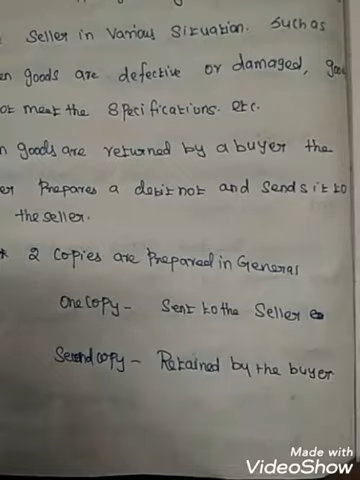 seller in various situation. Such as
goods are defective or damaged,
meet the specifications. etc.
goods are returned by a buyer the
Prepares a debit not and sends it to
the seller.
* 2 copies are prepared in General
One copy - Sent to the seller
Second copy - Retained by the buyer
Made with
VideoShow